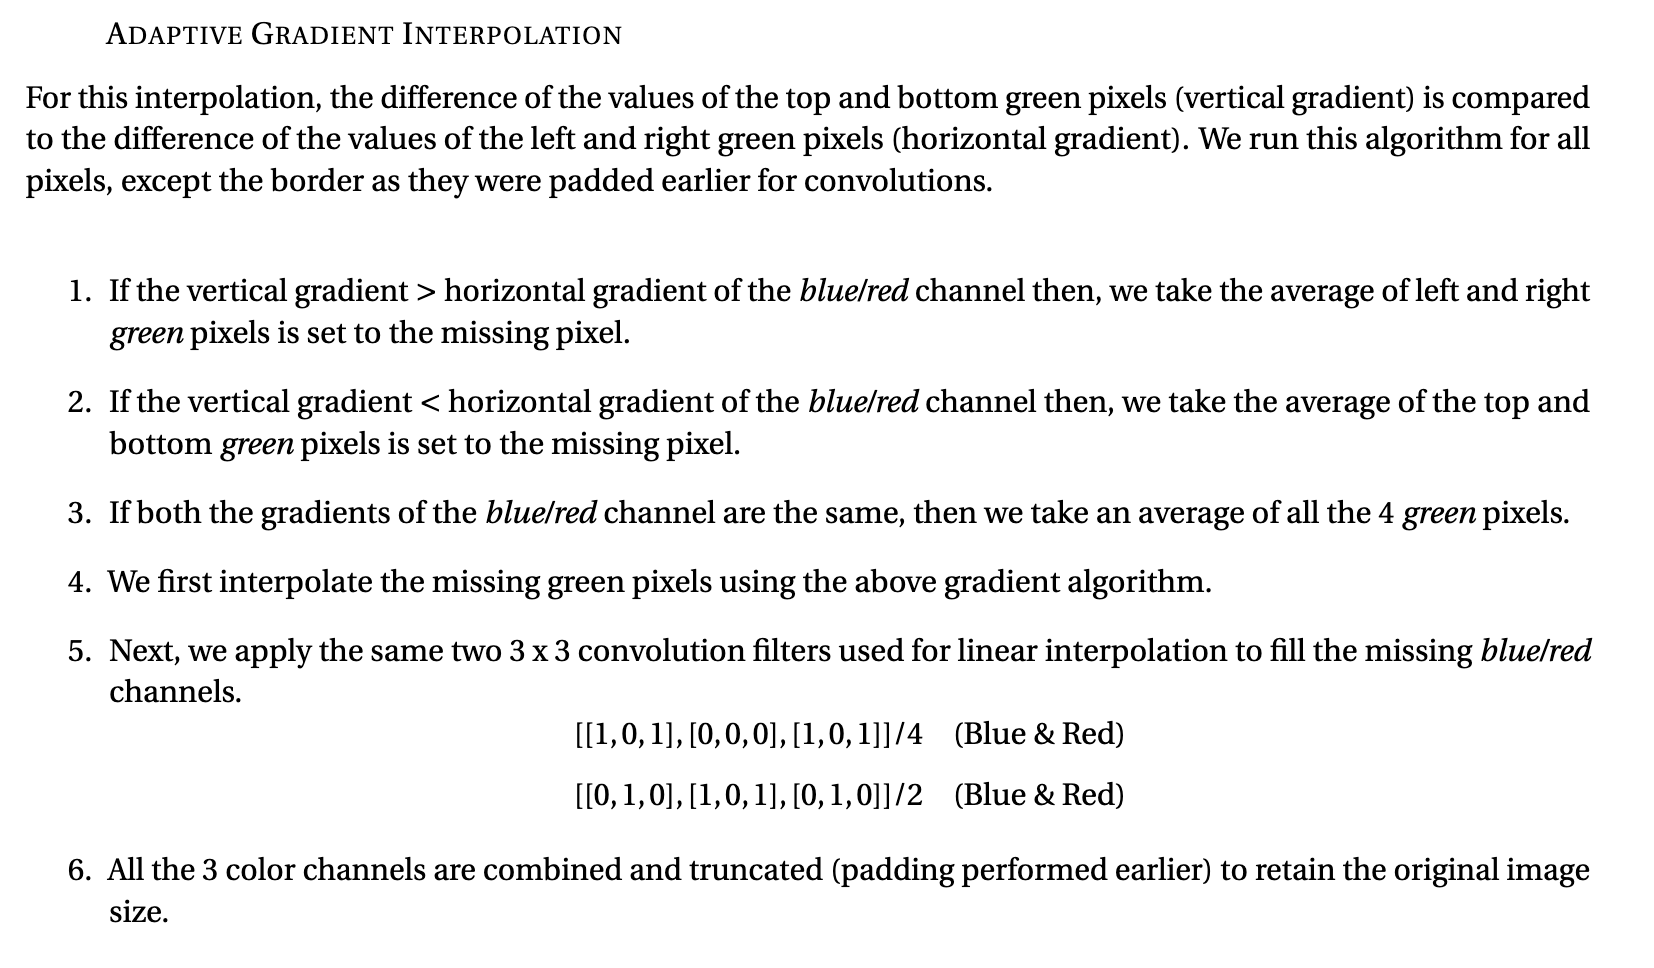 ADAPTIVE GRADIENT INTERPOLATION
For this interpolation, the difference of the values of the top and bottom green pixels (vertical gradient) is compared
to the difference of the values of the left and right green pixels (horizontal gradient). We run this algorithm for all
pixels, except the border as they were padded earlier for convolutions.
1. If the vertical gradient > horizontal gradient of the blue/red channel then, we take the average of left and right
green pixels is set to the missing pixel.
2. If the vertical gradient < horizontal gradient of the blue/red channel then, we take the average of the top and
bottom green pixels is set to the missing pixel.
3. If both the gradients of the blue/red channel are the same, then we take an average of all the 4 green pixels.
4. We first interpolate the missing green pixels using the above gradient algorithm.
5. Next, we apply the same two 3 x 3 convolution filters used for linear interpolation to fill the missing blue/red
channels.
[[1,0,1],[0,0,0],[1,0,1]]/4 (Blue & Red)
[[0,1,0],[1,0,1],[0,1,0]]/2 (Blue & Red)
6. All the 3 color channels are combined and truncated (padding performed earlier) to retain the original image
size.